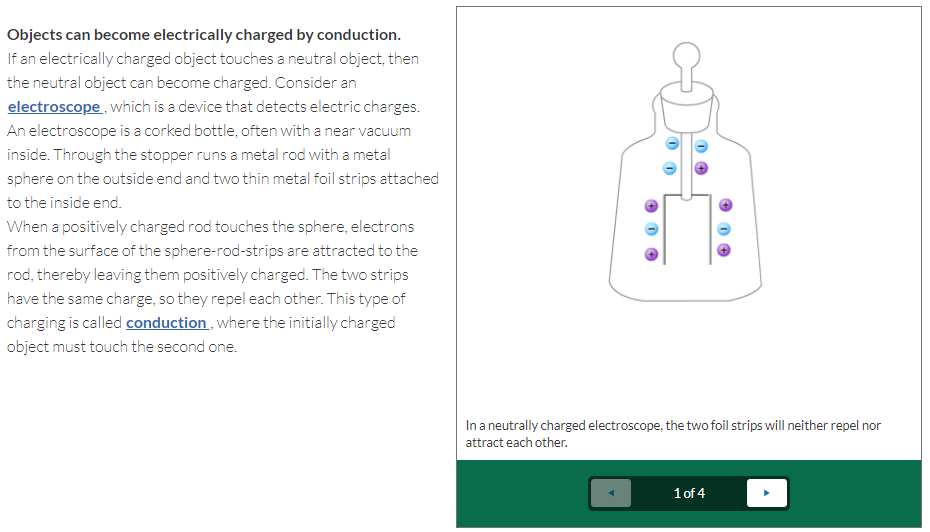 Objects can become electrically charged by conduction.
If an electrically charged object touches a neutral object, then
the neutral object can become charged. Consider an
electroscope , which is a device that detects electric charges.
An electroscope is a corked bottle, often with a near vacuum
inside. Through the stopper runs a metal rod with a metal
sphere on the outside end and two thin metal foil strips attached
to the inside end.
When a positively charged rod touches the sphere, electrons
from the surface of the sphere-rod-strips are attracted to the
rod, thereby leaving them positively charged. The two strips
have the same charge, so they repel each other. This type of
charging is called conduction , where the initially charged
object must touch the second one.
In a neutrally charged electroscope, the two foil strips will neither repel nor
attract each other.
1 of 4